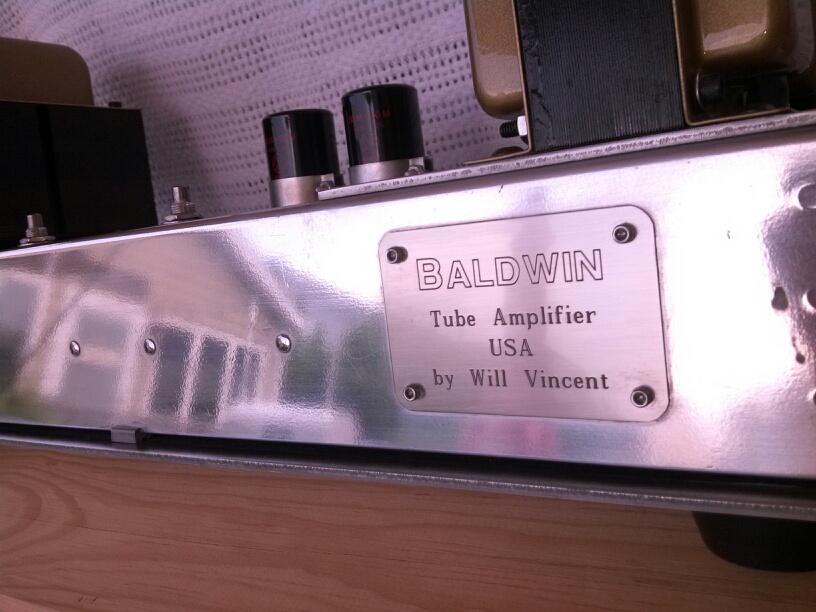 BALDWIN
Tube Amplifier
USA
by Will Vincent